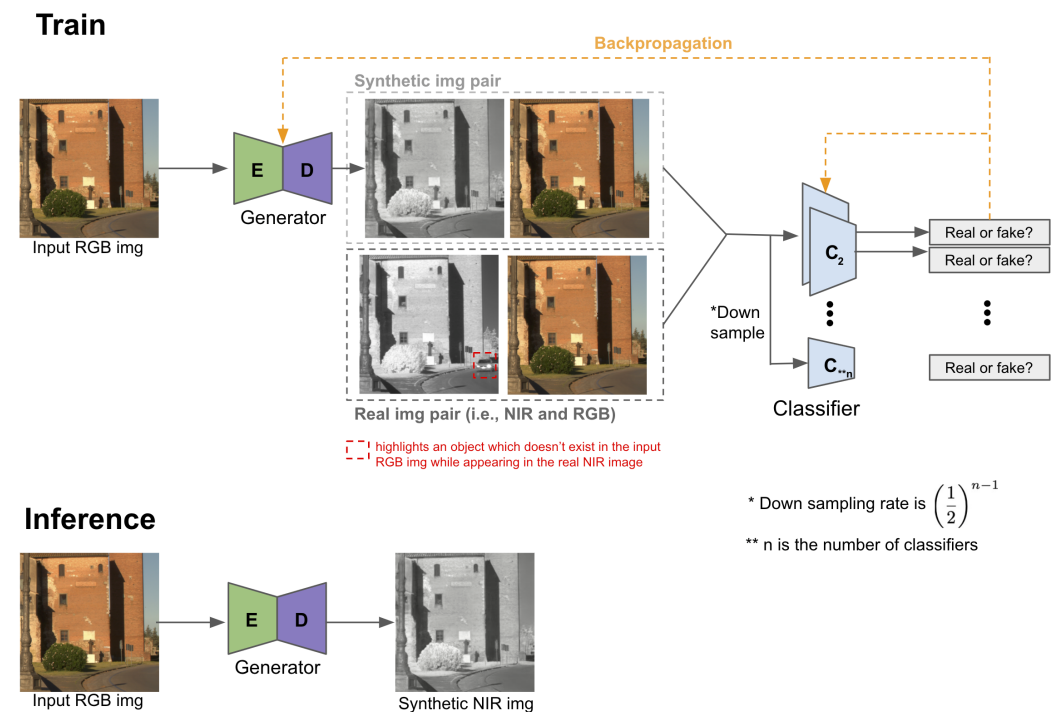 Train
Backpropagation
Synthetic img pair
E
D
Generator
Input RGB img
C2
Real or fake?
Real or fake?
*Down
sample
C**n
Real or fake?
Classifier
Real img pair (i.e., NIR and RGB)
highlights an object which doesn't exist in the input
RGB img while appearing in the real NIR image
* Down sampling rate is (1/2)^{n-1}
** n is the number of classifiers
Inference
E
D
Generator
Input RGB img
Synthetic NIR img